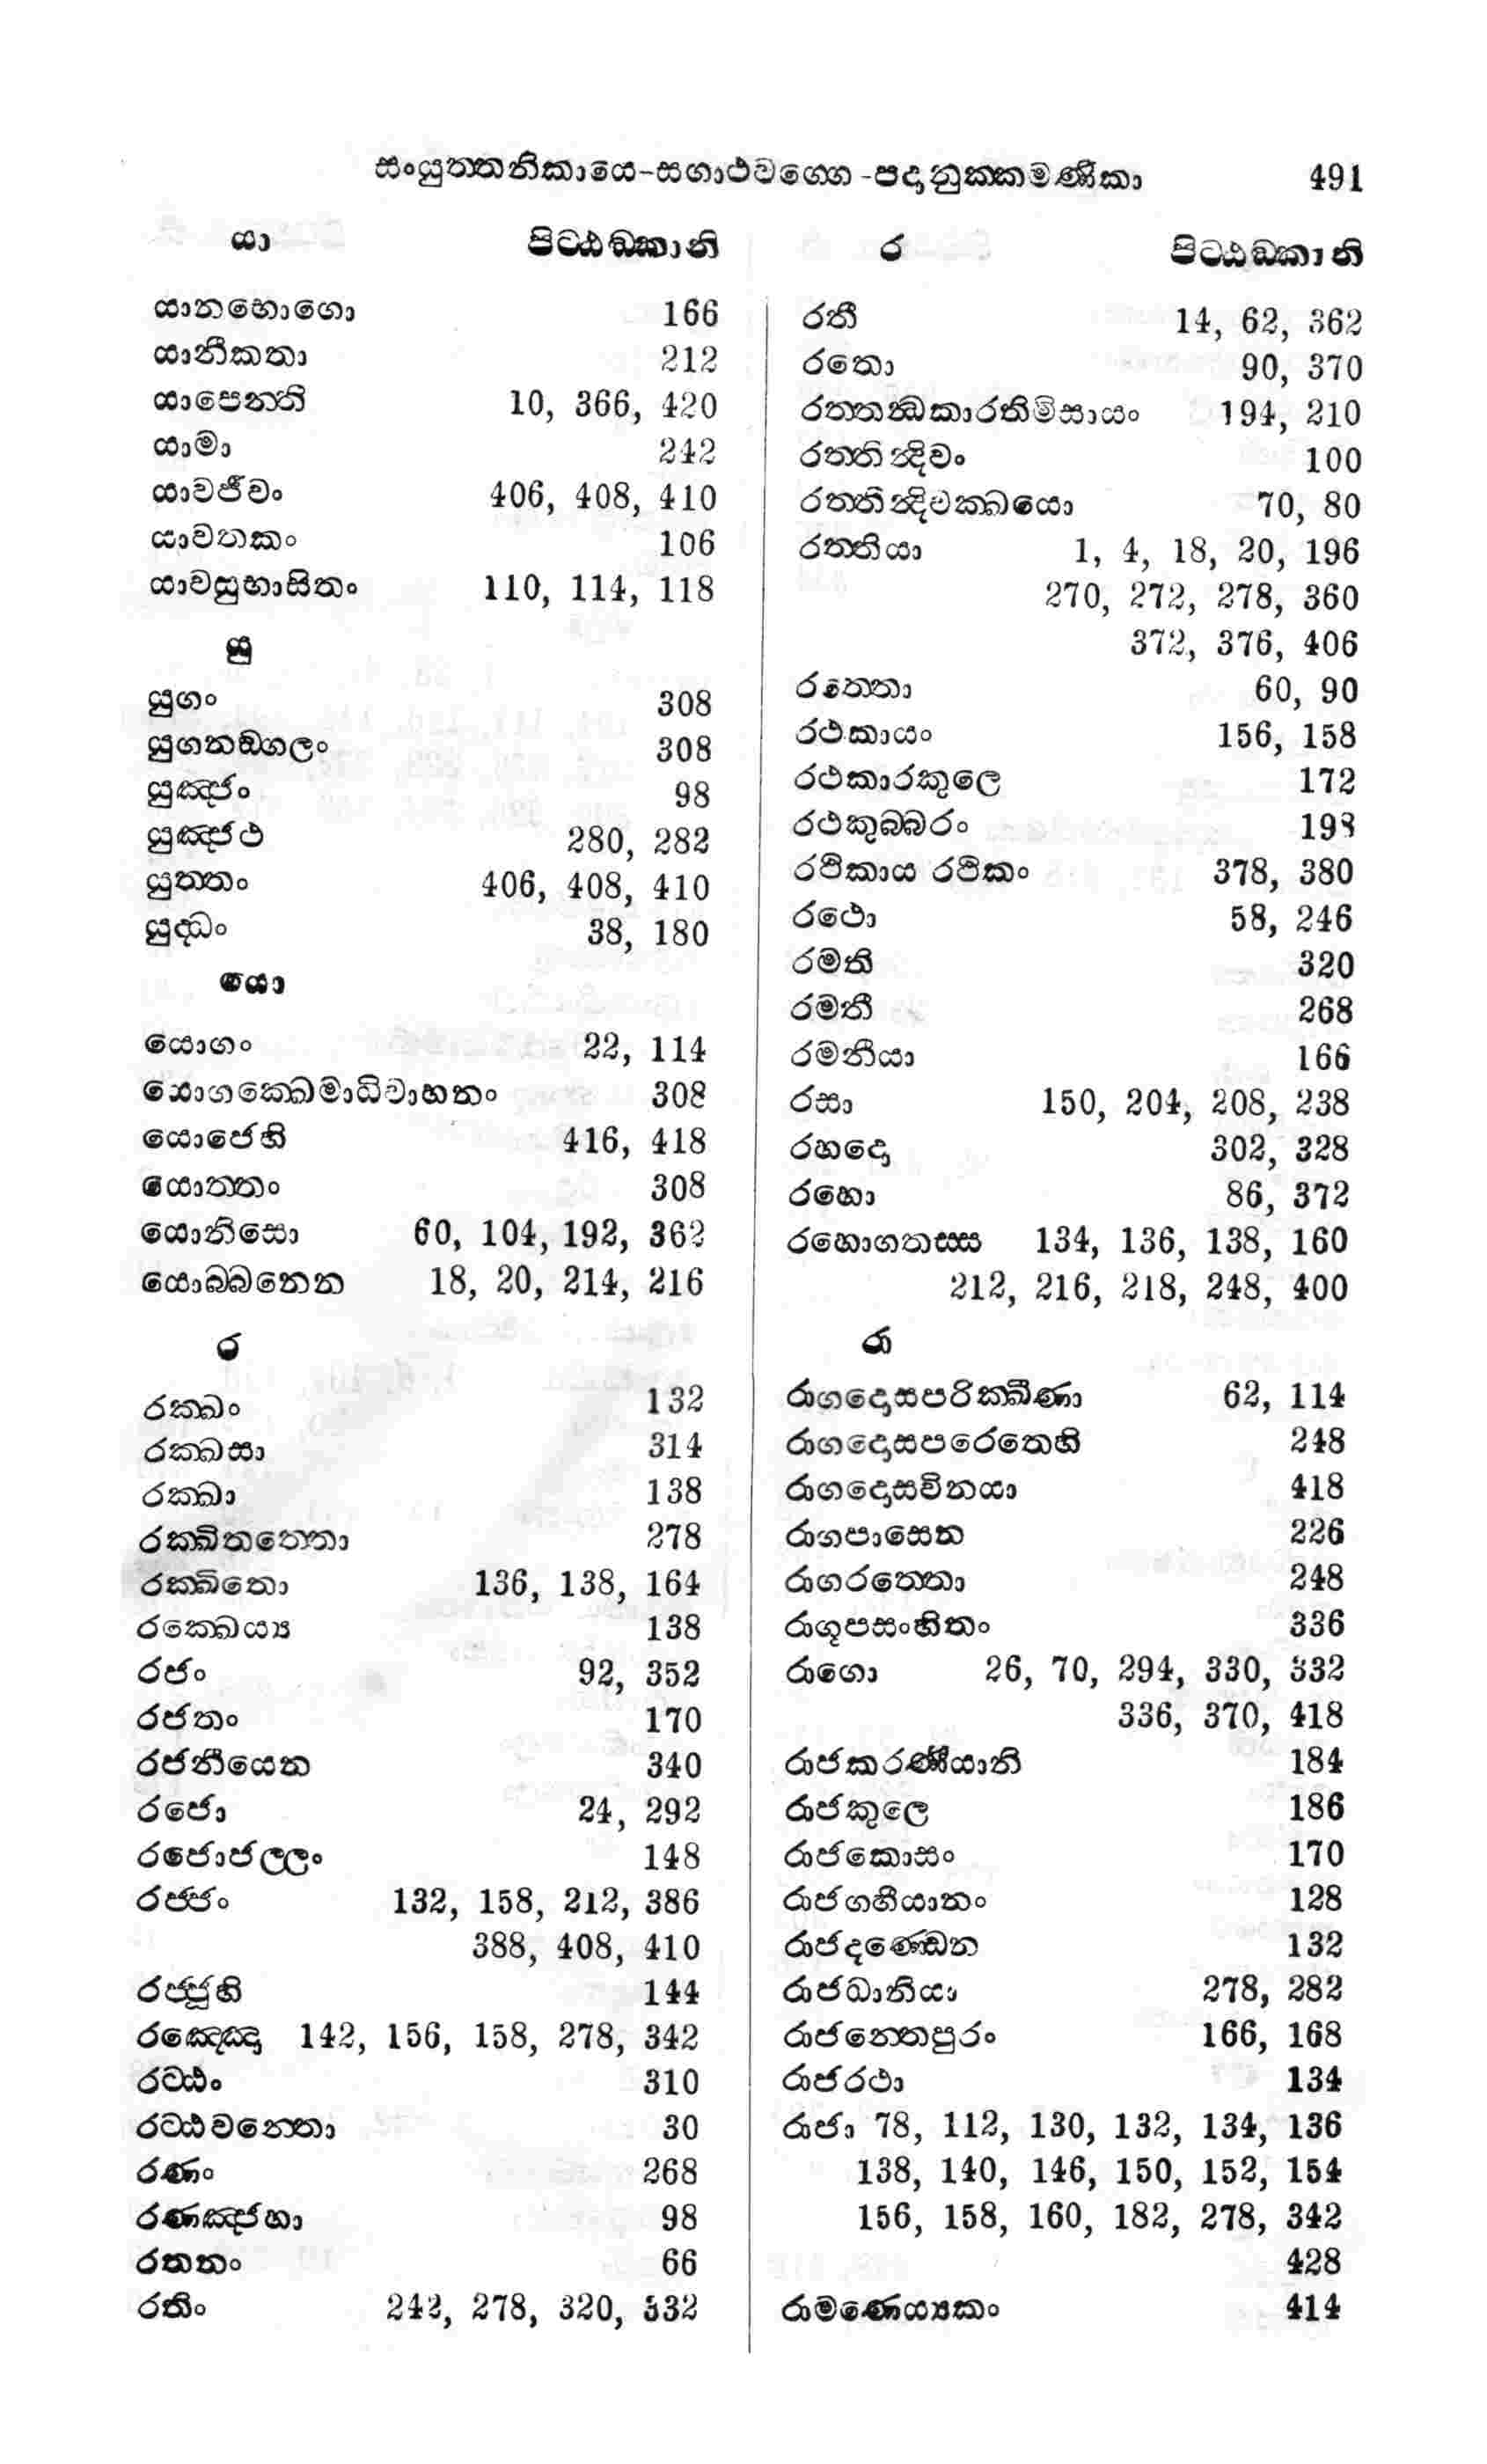 සංයුත්තනිකායෙ-සගාථවග්ගෙ -පදානුක්කමණිකා 491
යා පිට්ඨඞ්කානි
යානභොගො 166
යානීකතා 212
යාපෙන්ති 10, 366, 420
යාමා 242
යාවජීවං 406, 408, 410
යාවතකං 106
යාවසුභාසිතං 110, 114, 118
යු
යුගං 308
යුගනඞ්ගලං 308
යුඤ්ජං 98
යුඤ්ජථ 280, 282
යුත්තං 406, 408, 410
යුද්ධං 38, 180
යො
යොගං 22, 114
යොගක්ඛෙමාධිවාහනං 308
යොජෙහි 416, 418
යොත්තං 308
යොනිසො 60, 104, 192, 362
යොබ්බනෙන 18, 20, 214, 216
ර
රක්ඛං 132
රක්ඛසා 314
රක්ඛා 138
රක්ඛිතත්තො 278
රක්ඛිතො 136, 138, 164
රක්ඛෙය්‍ය 138
රජං 92, 352
රජතං 170
රජනීයෙන 340
රජො 24, 292
රජොජල්ලං 148
රජ්ජං 132, 158, 212, 386
388, 408, 410
රජ්ජුහි 144
රඤ්ඤො 142, 156, 158, 278, 342
රට්ඨං 310
රට්ඨවන්තො 30
රණං 268
රණඤ්ජහා 98
රතනං 66
රතිං 242, 278, 320, 332
ර පිට්ඨඞ්කානි
රතී 14, 62, 362
රතො 90, 370
රත්තන්ධකාරතිමිසායං 194, 210
රත්තින්දිවං 100
රත්තින්දිවක්ඛයො 70, 80
රත්තියා 1, 4, 18, 20, 196
270, 272, 278, 360
372, 376, 406
රත්තො 60, 90
රථකායං 156, 158
රථකාරකුලෙ 172
රථකුබ්බරං 198
රථිකාය රථිකං 378, 380
රථො 58, 246
රමති 320
රමතී 268
රමනීයා 166
රසා 150, 204, 208, 238
රහදො 302, 328
රහො 86, 372
රහොගතස්ස 134, 136, 138, 160
212, 216, 218, 248, 400
රා
රාගදොසපරික්ඛීණා 62, 114
රාගදොසපරෙතෙහි 248
රාගදොසවිනයා 418
රාගපාසෙන 226
රාගරත්තො 248
රාගූපසංහිතං 336
රාගො 26, 70, 294, 330, 332
336, 370, 418
රාජකරණීයානි 184
රාජකුලෙ 186
රාජකොසං 170
රාජගහීයානං 128
රාජදණ්ඩෙන 132
රාජධානියා 278, 282
රාජන්තෙපුරං 166, 168
රාජරථා 134
රාජා 78, 112, 130, 132, 134, 136
138, 140, 146, 150, 152, 154
156, 158, 160, 182, 278, 342
428
රාමණෙය්‍යකං 414